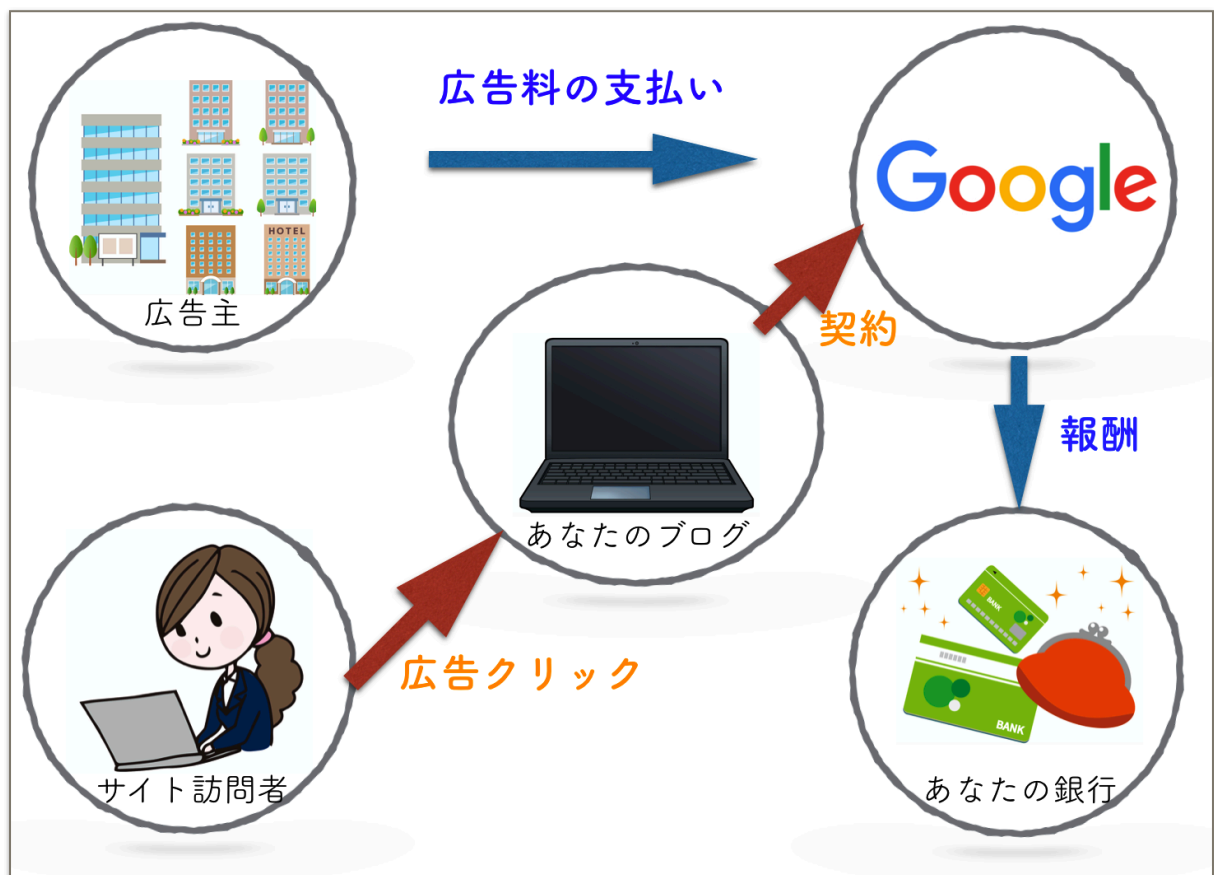 広告料の支払い
Google
HOTEL
広告主
契約
報酬
あなたのブログ
広告クリック
BANK
BANK
サイト訪問者
あなたの銀行